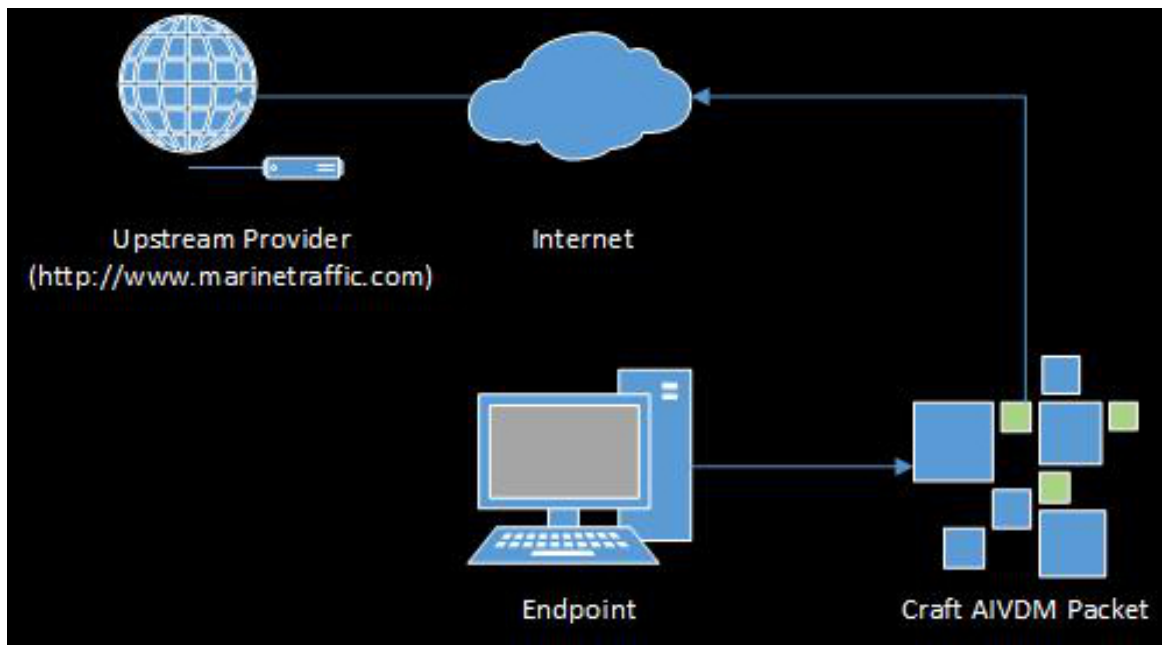 Upstream Provider
(http://www.marinetraffic.com)
Internet
Endpoint
Craft AIVDM Packet